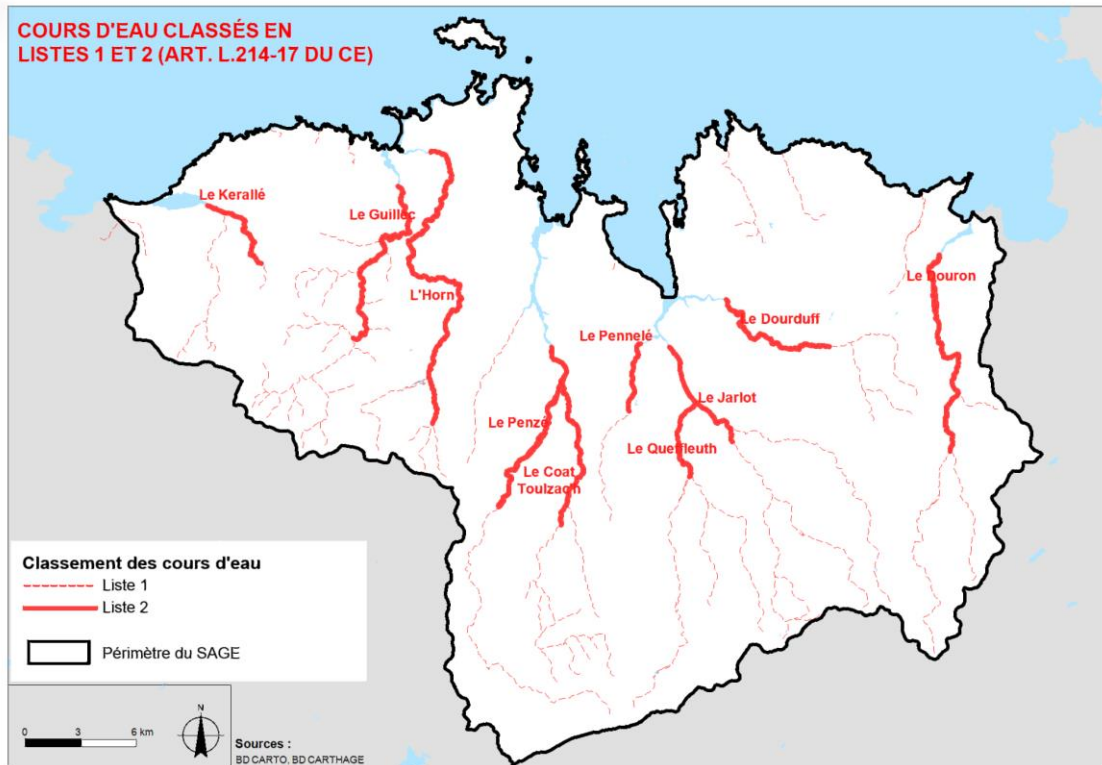 COURS D'EAU CLASSÉS EN
LISTES 1 ET 2 (ART. L.214-17 DU CE)
Le Kerallé
Le Guillec
L'Horn
Le Douron
Le Dourduff
Le Pennelé
Le Jarlot
Le Penzé
Le Queffleuth
Le Coat
Toulzac'h
Classement des cours d'eau
Liste 1
Liste 2
Périmètre du SAGE
N
0 3 6 km
Sources :
BD CARTO, BD CARTHAGE